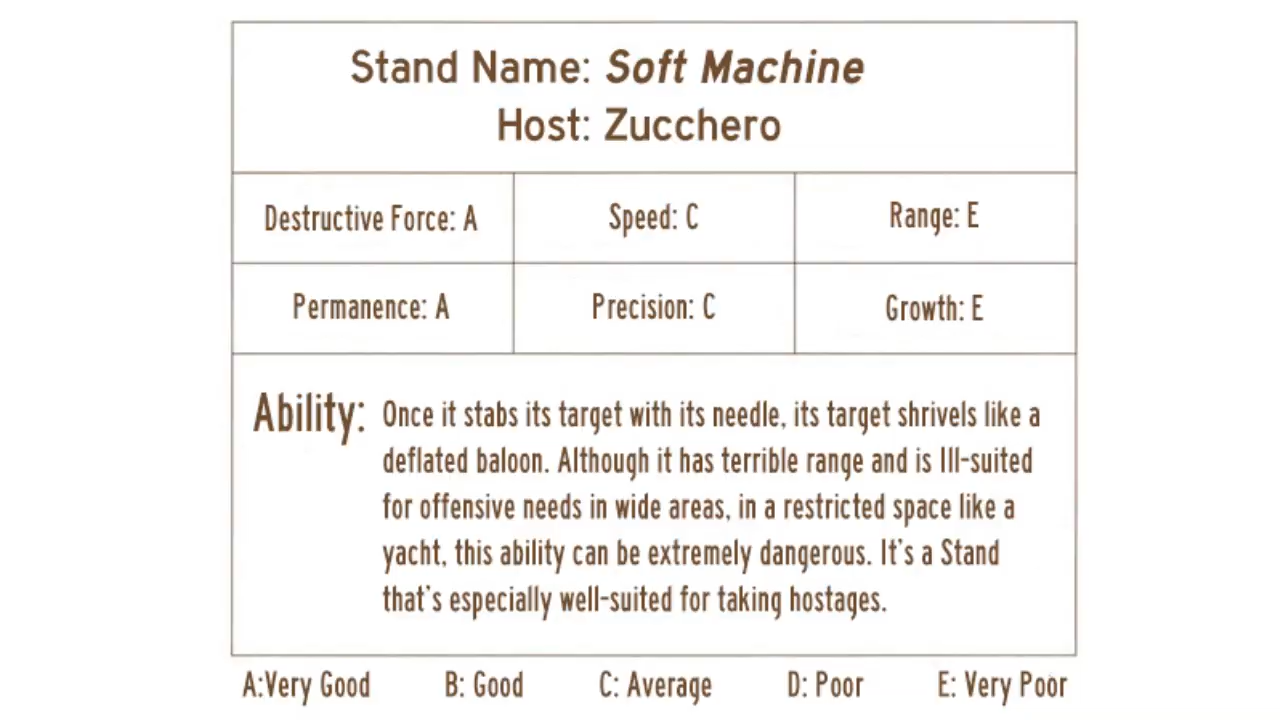 Stand Name: Soft Machine
Host: Zucchero
Destructive Force: A
Speed: C
Range: E
Permanence: A
Precision: C
Growth: E
Ability: Once it stabs its target with its needle, its target shrivels like a
deflated baloon. Although it has terrible range and is Ill-suited
for offensive needs in wide areas, in a restricted space like a
yacht, this ability can be extremely dangerous. It's a Stand
that's especially well-suited for taking hostages.
A:Very Good
B: Good
C: Average
D: Poor
E: Very Poor